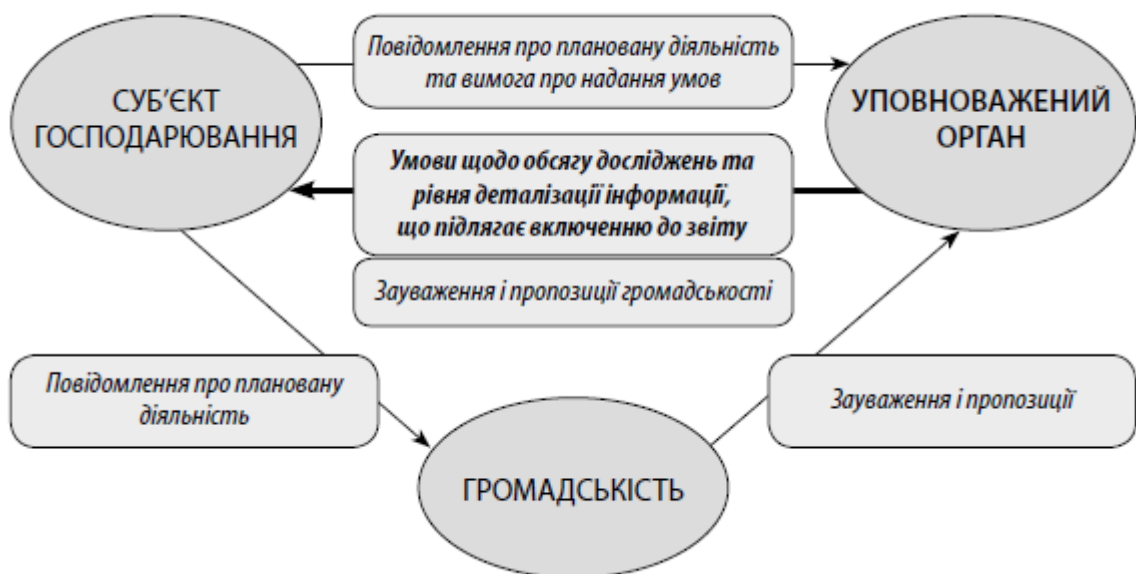 Повідомлення про плановану діяльність
та вимога про надання умов
СУБ’ЄКТ
ГОСПОДАРЮВАННЯ
УПОВНОВАЖЕНИЙ
ОРГАН
Умови щодо обсягу досліджень та
рівня деталізації інформації,
що підлягає включенню до звіту
Зауваження і пропозиції громадськості
Повідомлення про плановану
діяльність
Зауваження і пропозиції
ГРОМАДСЬКІСТЬ